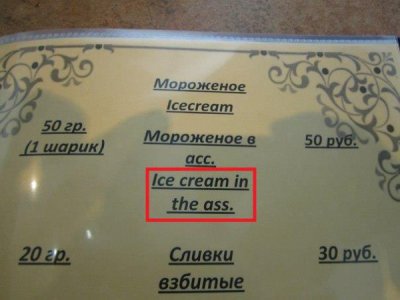 Мороженое
Icecream
50 гр.
(1 шарик)
Мороженое в
асс.
50 руб.
Ice cream in
the ass.
20 гр.
Сливки
взбитые
30 руб.